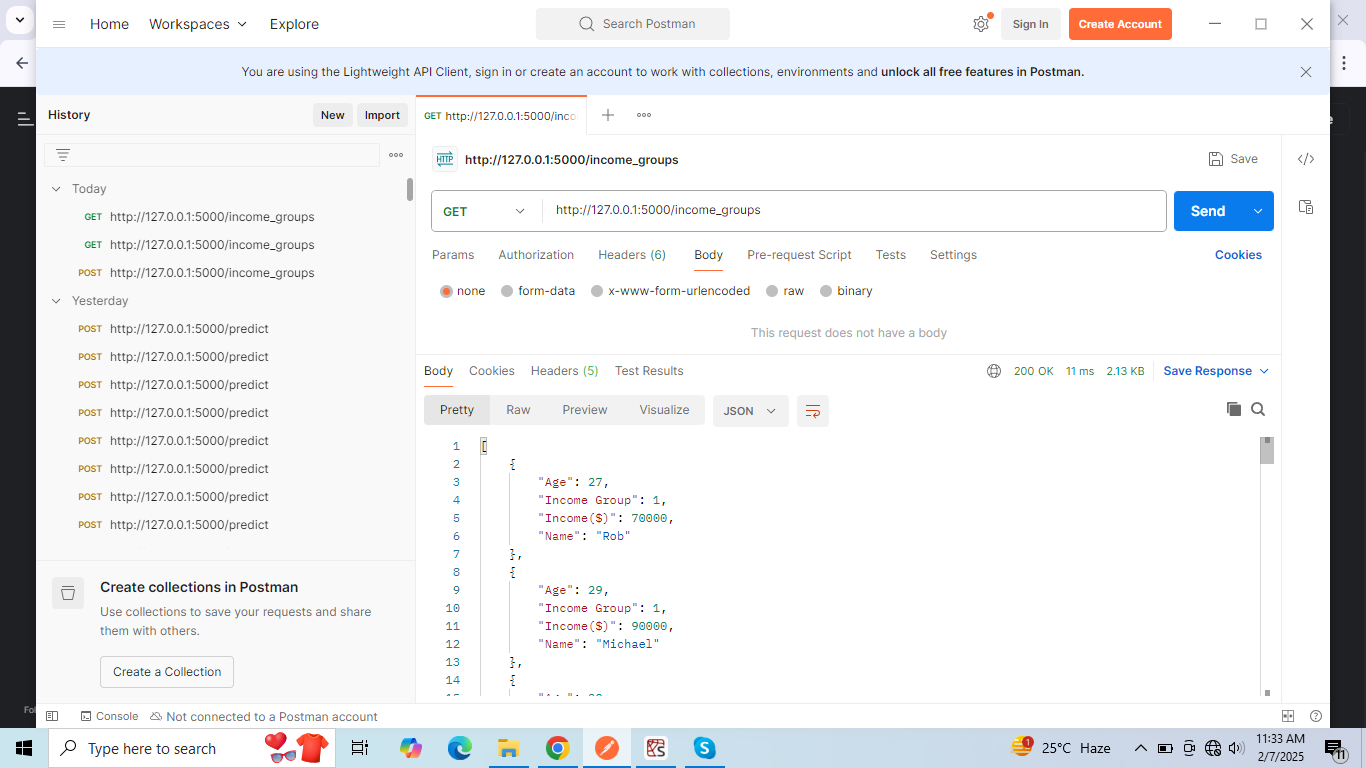 Home
Workspaces
Explore
Search Postman
Sign In
Create Account
You are using the Lightweight API Client, sign in or create an account to work with collections, environments and unlock all free features in Postman.
History
New
Import
GET http://127.0.0.1:5000/inco
HTTP http://127.0.0.1:5000/income_groups
Save
Today
GET http://127.0.0.1:5000/income_groups
GET http://127.0.0.1:5000/income_groups
POST http://127.0.0.1:5000/income_groups
Yesterday
POST http://127.0.0.1:5000/predict
POST http://127.0.0.1:5000/predict
POST http://127.0.0.1:5000/predict
POST http://127.0.0.1:5000/predict
POST http://127.0.0.1:5000/predict
POST http://127.0.0.1:5000/predict
POST http://127.0.0.1:5000/predict
POST http://127.0.0.1:5000/predict
Create collections in Postman
Use collections to save your requests and share
them with others.
Create a Collection
GET
http://127.0.0.1:5000/income_groups
Send
Params
Authorization
Headers (6)
Body
Pre-request Script
Tests
Settings
Cookies
none
form-data
x-www-form-urlencoded
raw
binary
This request does not have a body
Body
Cookies
Headers (5)
Test Results
200 OK
11 ms
2.13 KB
Save Response
Pretty
Raw
Preview
Visualize
JSON
1 [
2 {
3 "Age": 27,
4 "Income Group": 1,
5 "Income($)": 70000,
6 "Name": "Rob"
7 },
8 {
9 "Age": 29,
10 "Income Group": 1,
11 "Income($)": 90000,
12 "Name": "Michael"
13 },
14 {
Console
Not connected to a Postman account
Type here to search
25°C Haze
11:33 AM
2/7/2025
1
11